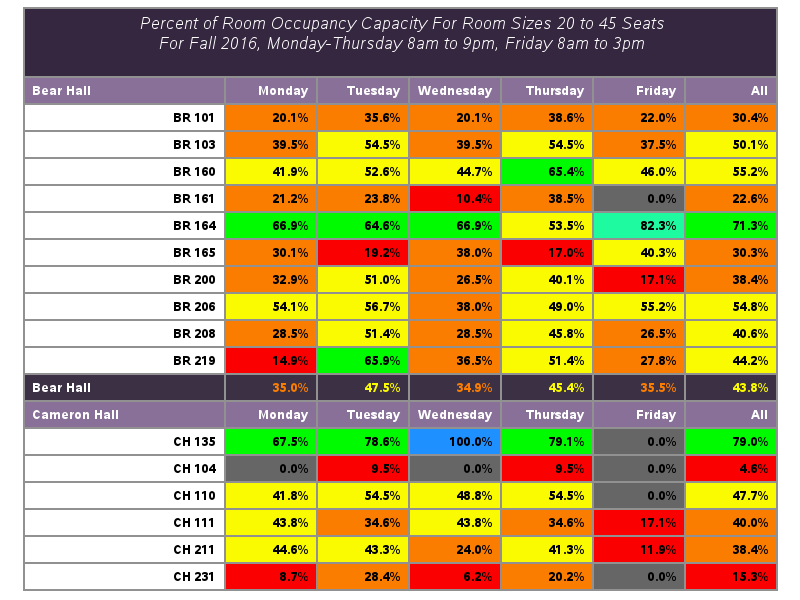 Percent of Room Occupancy Capacity For Room Sizes 20 to 45 Seats
For Fall 2016, Monday-Thursday 8am to 9pm, Friday 8am to 3pm
Bear Hall Monday Tuesday Wednesday Thursday Friday All
BR 101 20.1% 35.6% 20.1% 38.6% 22.0% 30.4%
BR 103 39.5% 54.5% 39.5% 54.5% 37.5% 50.1%
BR 160 41.9% 52.6% 44.7% 65.4% 46.0% 55.2%
BR 161 21.2% 23.8% 10.4% 38.5% 0.0% 22.6%
BR 164 66.9% 64.6% 66.9% 53.5% 82.3% 71.3%
BR 165 30.1% 19.2% 38.0% 17.0% 40.3% 30.3%
BR 200 32.9% 51.0% 26.5% 40.1% 17.1% 38.4%
BR 206 54.1% 56.7% 38.0% 49.0% 55.2% 54.8%
BR 208 28.5% 51.4% 28.5% 45.8% 26.5% 40.6%
BR 219 14.9% 65.9% 36.5% 51.4% 27.8% 44.2%
Bear Hall 35.0% 47.5% 34.9% 45.4% 35.5% 43.8%
Cameron Hall Monday Tuesday Wednesday Thursday Friday All
CH 135 67.5% 78.6% 100.0% 79.1% 0.0% 79.0%
CH 104 0.0% 9.5% 0.0% 9.5% 0.0% 4.6%
CH 110 41.8% 54.5% 48.8% 54.5% 0.0% 47.7%
CH 111 43.8% 34.6% 43.8% 34.6% 17.1% 40.0%
CH 211 44.6% 43.3% 24.0% 41.3% 11.9% 38.4%
CH 231 8.7% 28.4% 6.2% 20.2% 0.0% 15.3%